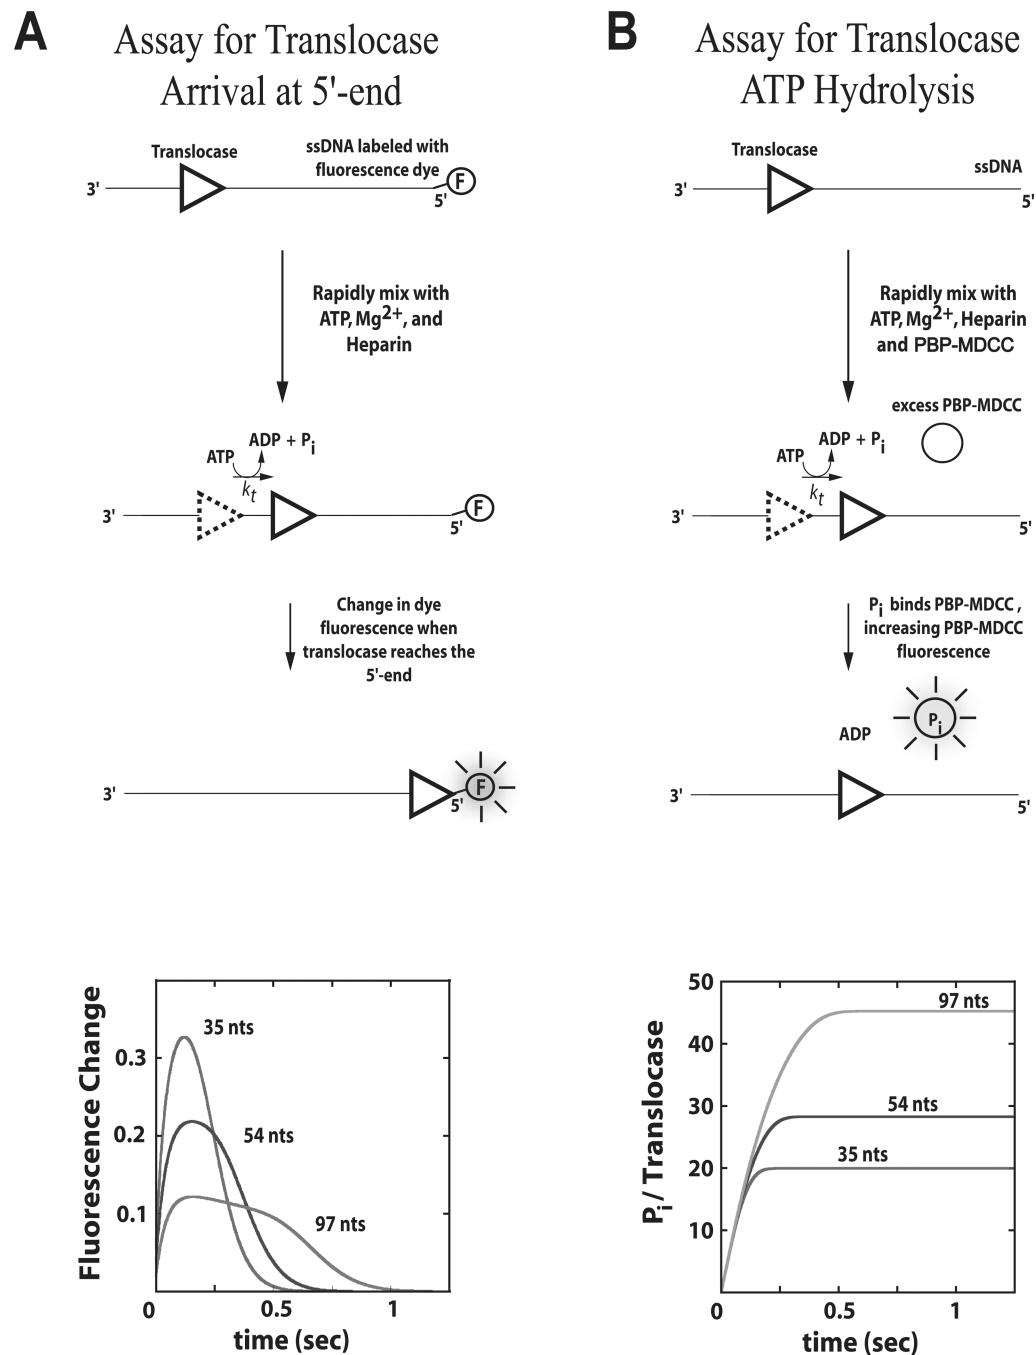 A
Assay for Translocase
Arrival at 5'-end
Translocase
ssDNA labeled with
fluorescence dye
F
3'
5'
Rapidly mix with
ATP, Mg2+, and
Heparin
ADP + Pi
ATP
kt
F
3'
5'
Change in dye
fluorescence when
translocase reaches the
5'-end
F
3'
5'
Fluorescence Change
0.3
0.2
0.1
35 nts
54 nts
97 nts
0
0.5
1
time (sec)
B
Assay for Translocase
ATP Hydrolysis
Translocase
ssDNA
3'
5'
Rapidly mix with
ATP, Mg2+, Heparin
and PBP-MDCC
excess PBP-MDCC
ADP + Pi
ATP
kt
3'
5'
Pi binds PBP-MDCC ,
increasing PBP-MDCC
fluorescence
Pi
ADP
3'
5'
Pi / Translocase
50
40
30
20
10
97 nts
54 nts
35 nts
0
0.5
1
time (sec)